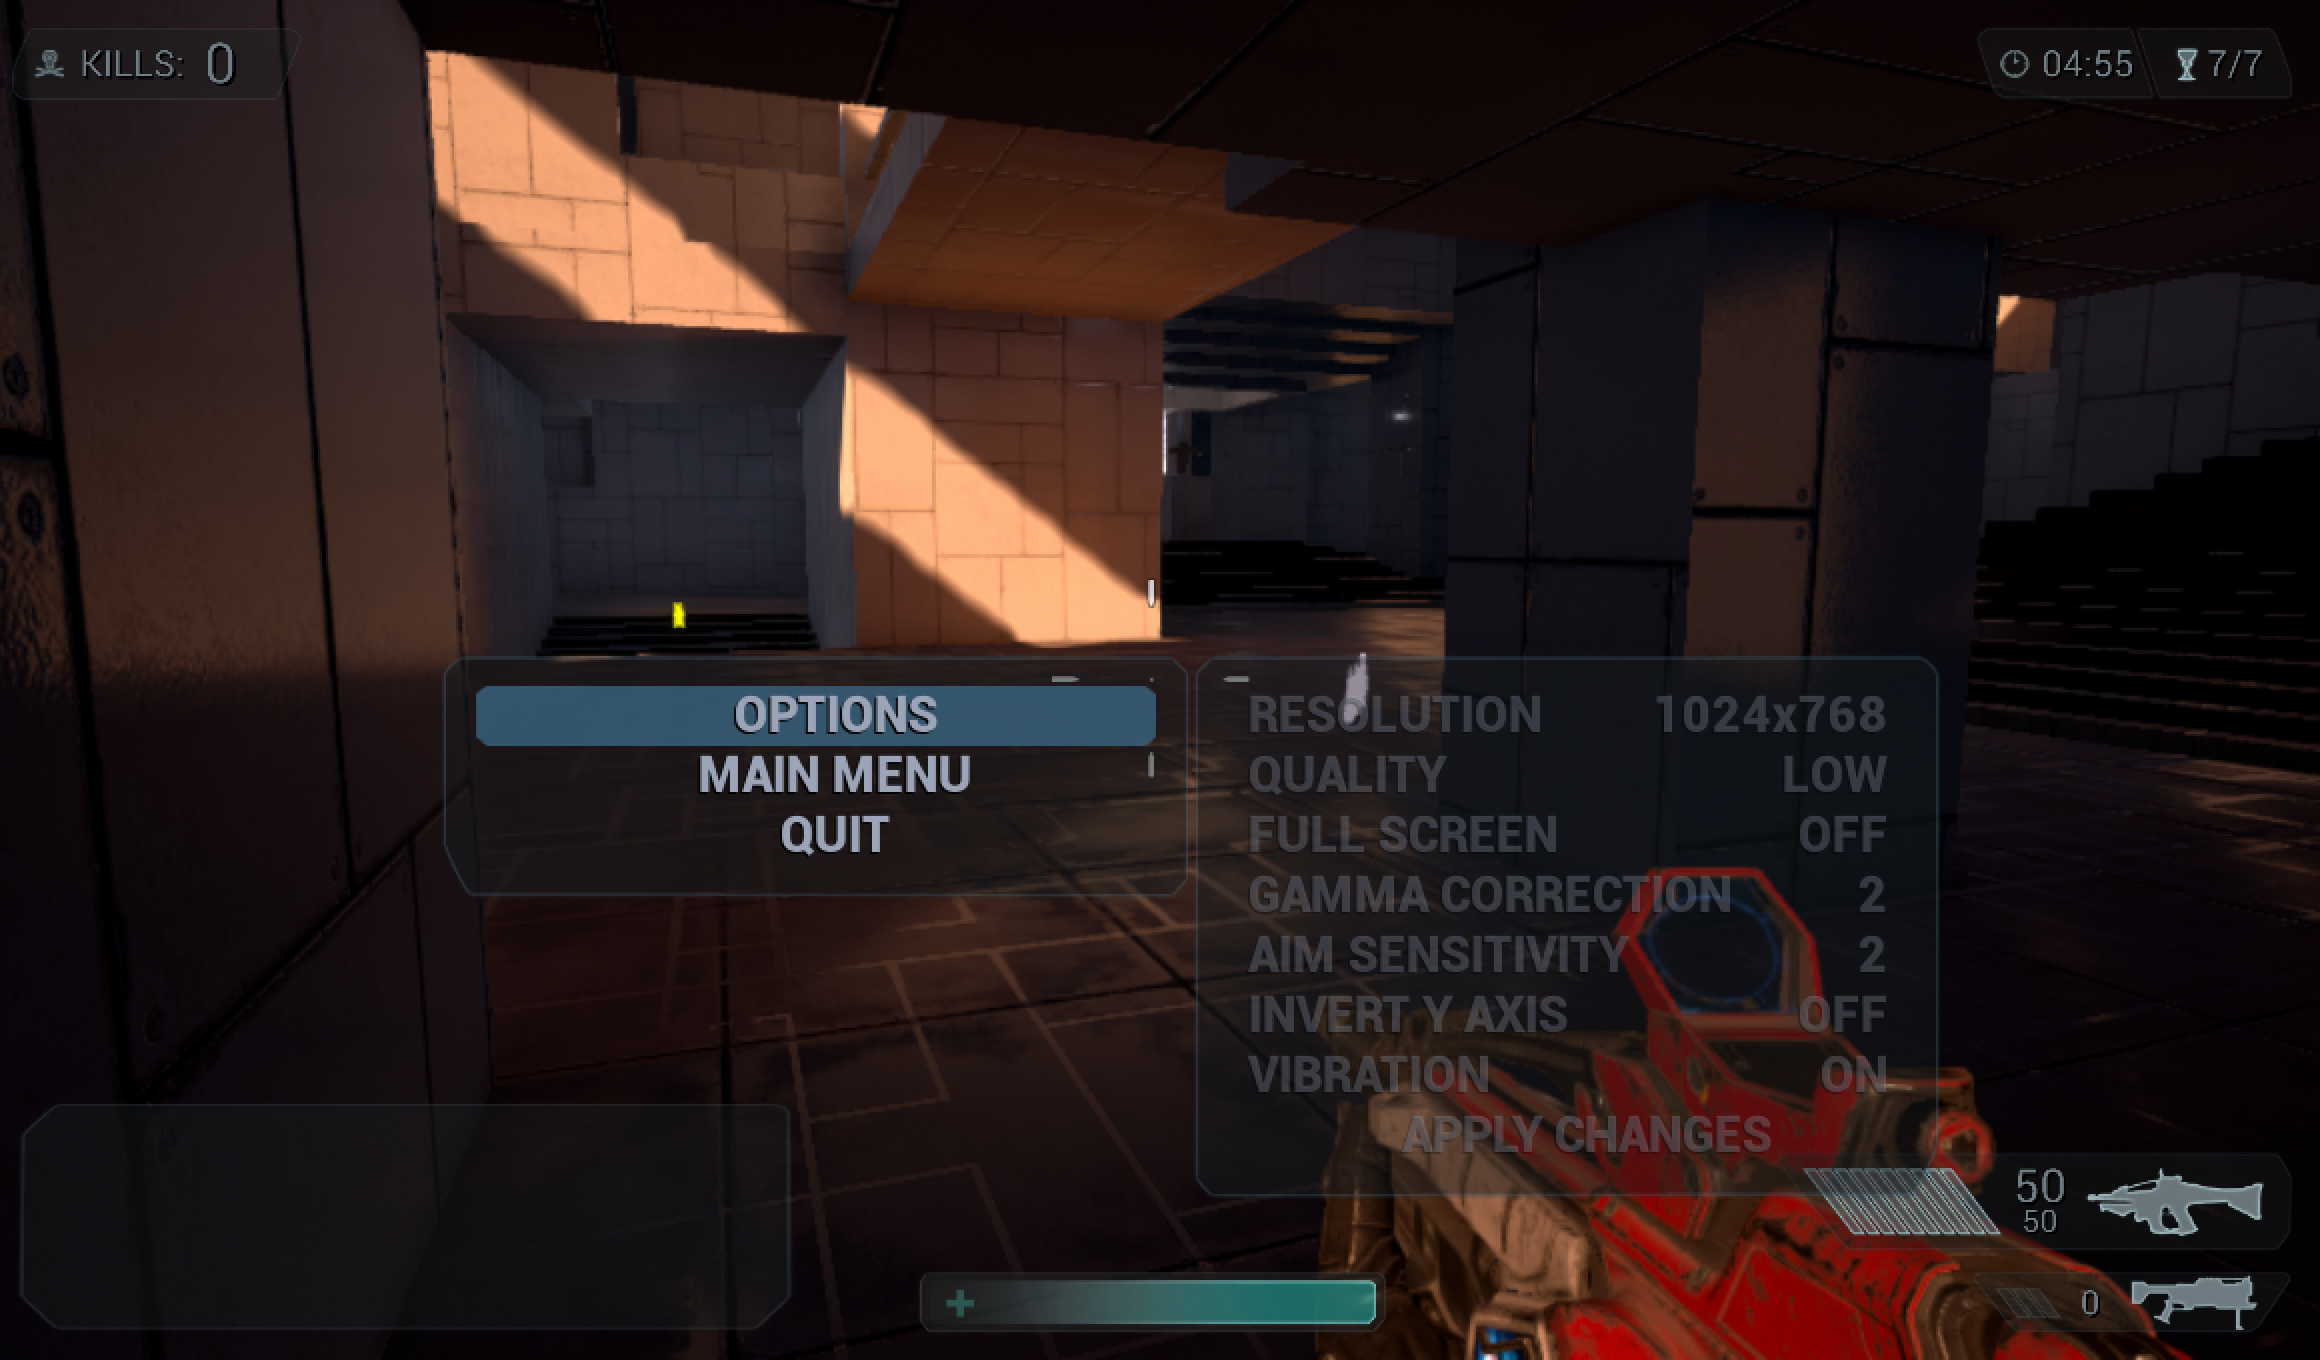 KILLS: 0
04:55 7/7
OPTIONS
MAIN MENU
QUIT
RESOLUTION 1024x768
QUALITY LOW
FULL SCREEN OFF
GAMMA CORRECTION 2
AIM SENSITIVITY 2
INVERT Y AXIS OFF
VIBRATION ON
APPLY CHANGES
50
50
0